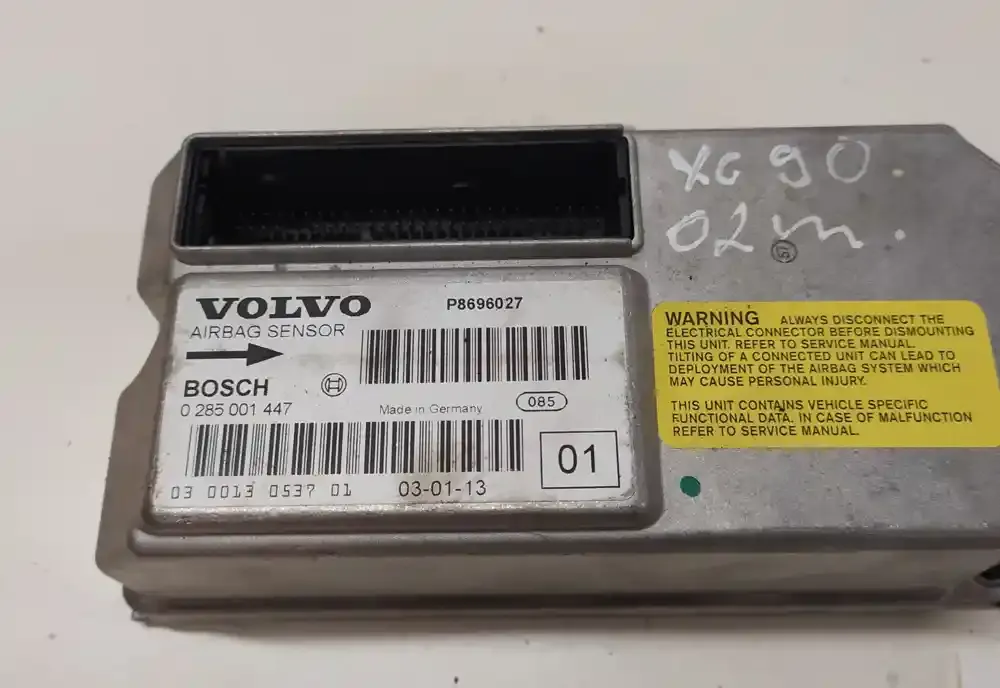 XC 90.
02m.
VOLVO
P8696027
AIRBAG SENSOR
BOSCH
0 285 001 447
Made in Germany
085
03 0013 0537 01
03-01-13
01
WARNING ALWAYS DISCONNECT THE
ELECTRICAL CONNECTOR BEFORE DISMOUNTING
THIS UNIT. REFER TO SERVICE MANUAL.
TILTING OF A CONNECTED UNIT CAN LEAD TO
DEPLOYMENT OF THE AIRBAG SYSTEM WHICH
MAY CAUSE PERSONAL INJURY.
THIS UNIT CONTAINS VEHICLE SPECIFIC
FUNCTIONAL DATA. IN CASE OF MALFUNCTION
REFER TO SERVICE MANUAL.